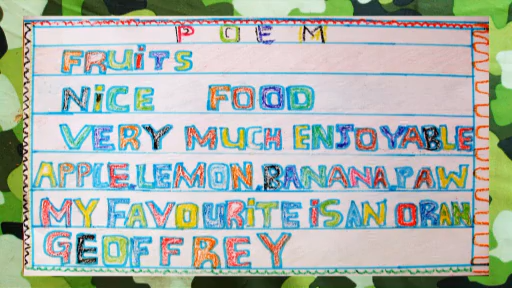 POEM
FRUiTS
NiCE FOOD
VERY MUCH ENJOYABLE
APPLE.LEMON.BANANA.PAW
MY FAVOURiTE iS AN ORAN
GEOFFREY